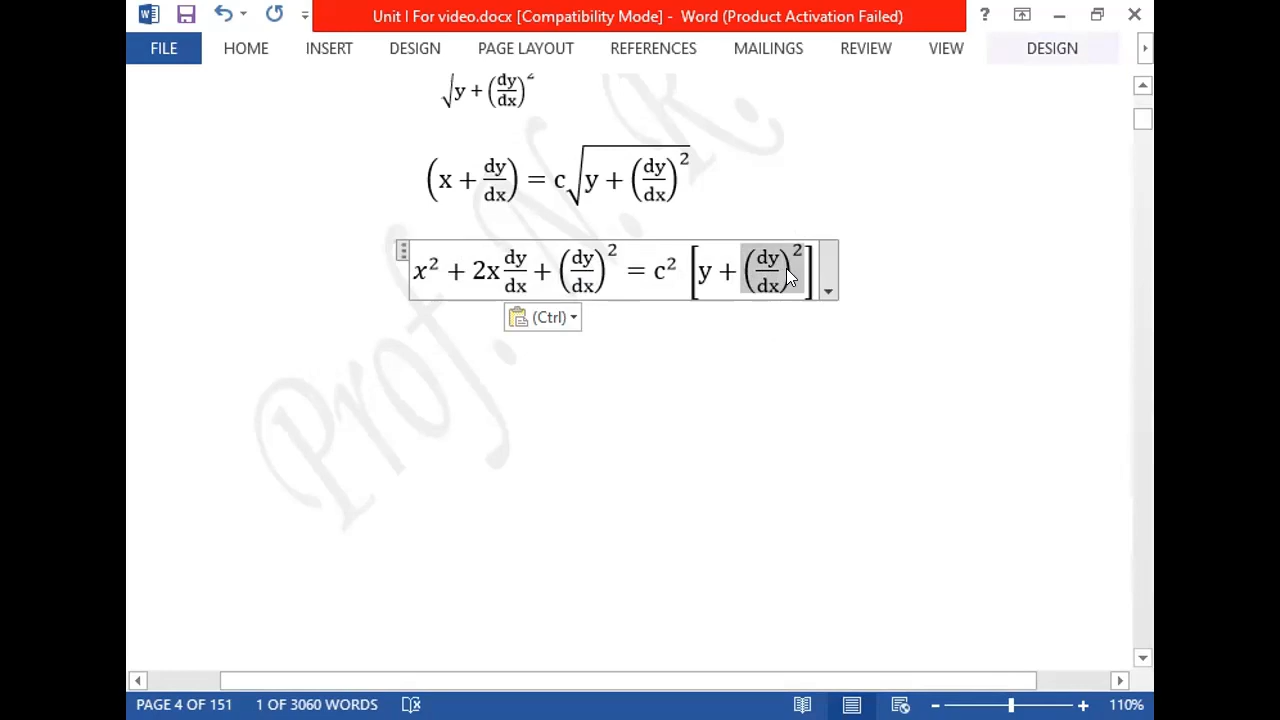 Unit I For video.docx [Compatibility Mode] - Word (Product Activation Failed)
?
FILE HOME INSERT DESIGN PAGE LAYOUT REFERENCES MAILINGS REVIEW VIEW DESIGN
√y + (dy/dx)²
(x + dy/dx) = c√(y + (dy/dx)²)
x² + 2x dy/dx + (dy/dx)² = c² [y + (dy/dx)²]
(Ctrl)
Prof. N. R.
PAGE 4 OF 151 1 OF 3060 WORDS 110%